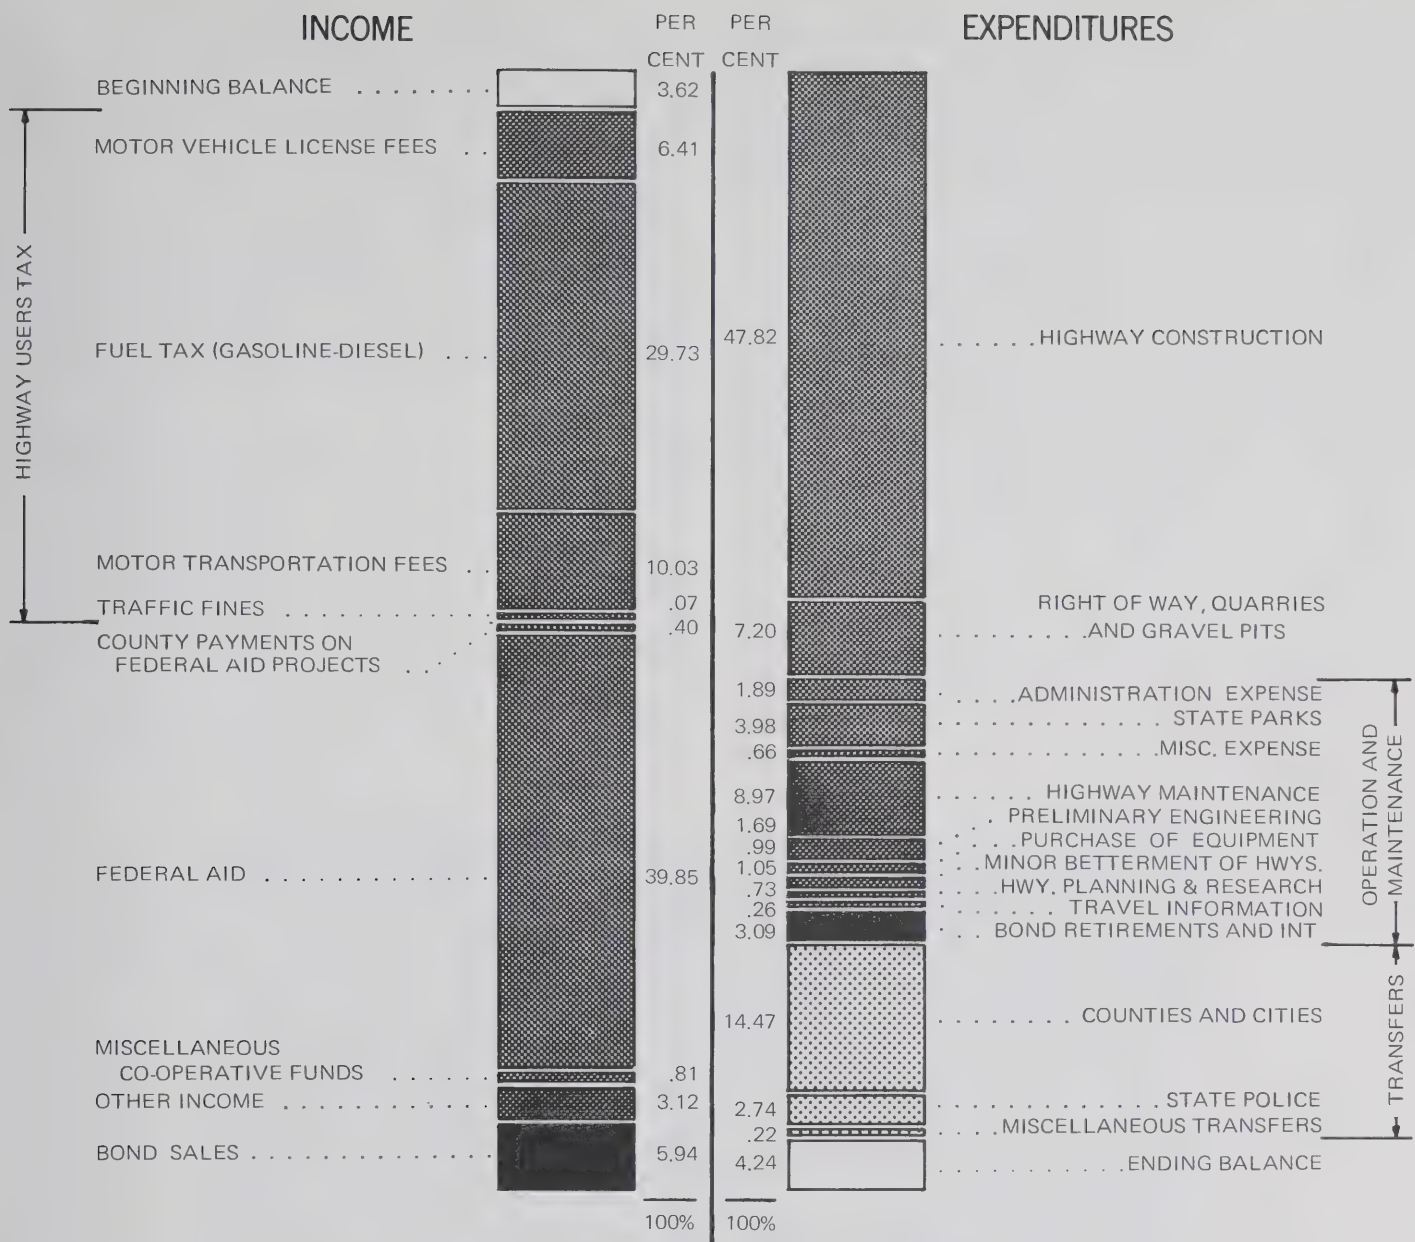 INCOME
PER
CENT
BEGINNING BALANCE . . . . . . . . 3.62
HIGHWAY USERS TAX
MOTOR VEHICLE LICENSE FEES . . 6.41
FUEL TAX (GASOLINE-DIESEL) . . . 29.73
MOTOR TRANSPORTATION FEES . . 10.03
TRAFFIC FINES . . . . . . . . . . . . .07
COUNTY PAYMENTS ON
FEDERAL AID PROJECTS . . . .40
FEDERAL AID . . . . . . . . . . . . . 39.85
MISCELLANEOUS
CO-OPERATIVE FUNDS . . . . . .81
OTHER INCOME . . . . . . . . . . . . 3.12
BOND SALES . . . . . . . . . . . . . . 5.94
100%
PER
CENT
EXPENDITURES
47.82 . . . . . . HIGHWAY CONSTRUCTION
RIGHT OF WAY, QUARRIES
7.20 . . . . . . . . . AND GRAVEL PITS
OPERATION AND
MAINTENANCE
1.89 . . . . . ADMINISTRATION EXPENSE
3.98 . . . . . . . . . . . . . STATE PARKS
.66 . . . . . . . . . . . . MISC. EXPENSE
8.97 . . . . . . HIGHWAY MAINTENANCE
1.69 . . PRELIMINARY ENGINEERING
.99 . . . . . PURCHASE OF EQUIPMENT
1.05 . . . MINOR BETTERMENT OF HWYS.
.73 . . . . HWY. PLANNING & RESEARCH
.26 . . . . . . . TRAVEL INFORMATION
3.09 . . . BOND RETIREMENTS AND INT.
TRANSFERS
14.47 . . . . . . . . COUNTIES AND CITIES
2.74 . . . . . . . . . . . . . STATE POLICE
.22 . . . . MISCELLANEOUS TRANSFERS
4.24 . . . . . . . . . . . ENDING BALANCE
100%